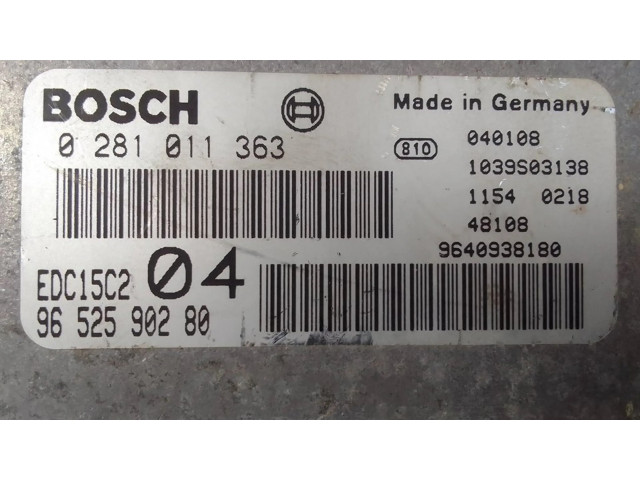 BOSCH
Made in Germany
0 281 011 363
810
040108
1039S03138
1154 0218
48108
9640938180
EDC15C2 04
96 525 902 80